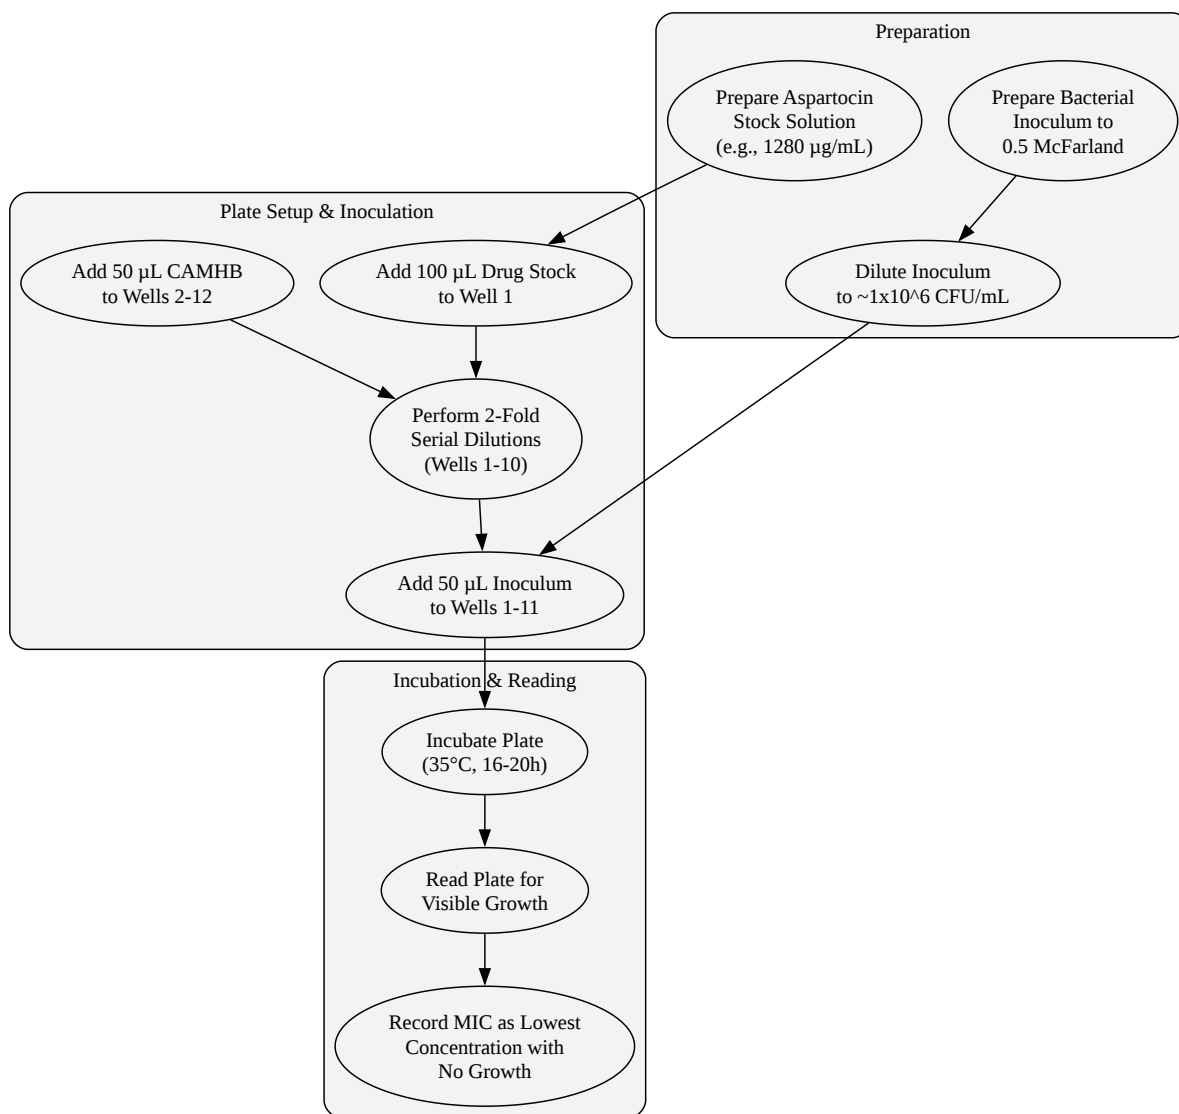 Preparation
Prepare Aspartocin
Stock Solution
(e.g., 1280 µg/mL)
Prepare Bacterial
Inoculum to
0.5 McFarland
Dilute Inoculum
to ~1x10^6 CFU/mL
Plate Setup & Inoculation
Add 50 µL CAMHB
to Wells 2-12
Add 100 µL Drug Stock
to Well 1
Perform 2-Fold
Serial Dilutions
(Wells 1-10)
Add 50 µL Inoculum
to Wells 1-11
Incubation & Reading
Incubate Plate
(35°C, 16-20h)
Read Plate for
Visible Growth
Record MIC as Lowest
Concentration with
No Growth